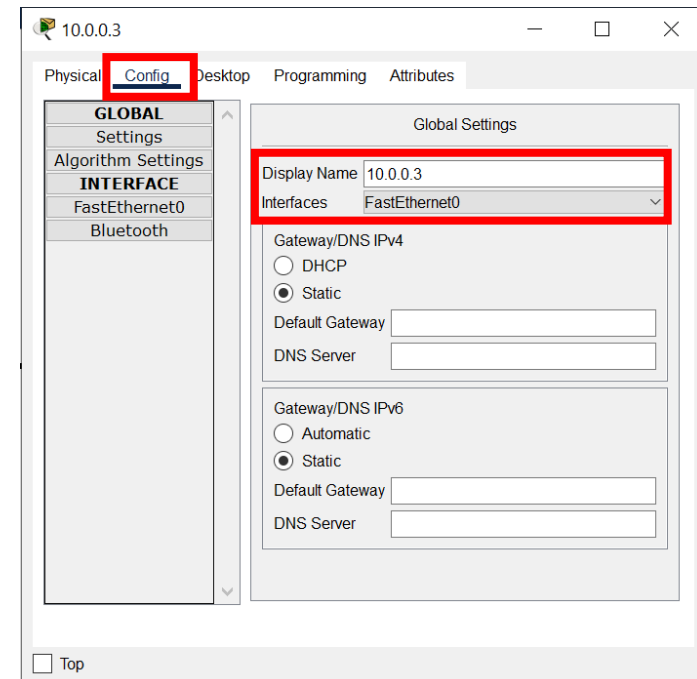 10.0.0.3
Physical Config Desktop Programming Attributes
GLOBAL
Settings
Algorithm Settings
INTERFACE
FastEthernet0
Bluetooth
Global Settings
Display Name 10.0.0.3
Interfaces FastEthernet0
Gateway/DNS IPv4
DHCP
Static
Default Gateway
DNS Server
Gateway/DNS IPv6
Automatic
Static
Default Gateway
DNS Server
Top